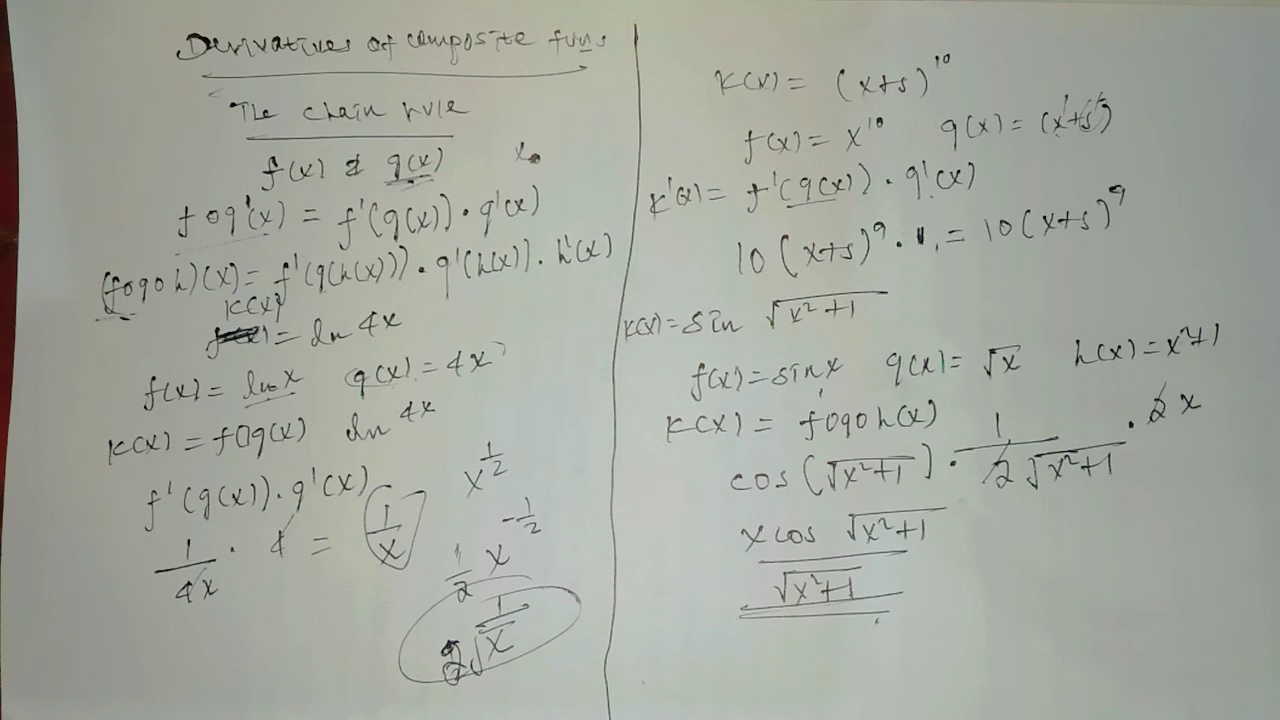 Derivatives of composite funs
The chain rule
f(x) & g(x)
fog'(x) = f'(g(x)) · g'(x)
(fogoh)(x) = f'(g(h(x))) · g'(h(x)) · h'(x)
k(x)
= ln 4x
f(x) = ln x g(x) = 4x
k(x) = fog(x) ln 4x
f'(g(x)) · g'(x)
1/4x · 4 = 1/x
x^1/2
1/2 x^-1/2
1/2√x
k(x) = (x+5)^10
f(x) = x^10 g(x) = (x+5)
k'(x) = f'(g(x)) · g'(x)
10(x+5)^9 · 1 = 10(x+5)^9
k(x) = sin √x²+1
f(x) = sin x g(x) = √x h(x) = x²+1
k(x) = fogoh(x)
cos (√x²+1) · 1/2√x²+1 · 2x
x cos √x²+1
√x²+1